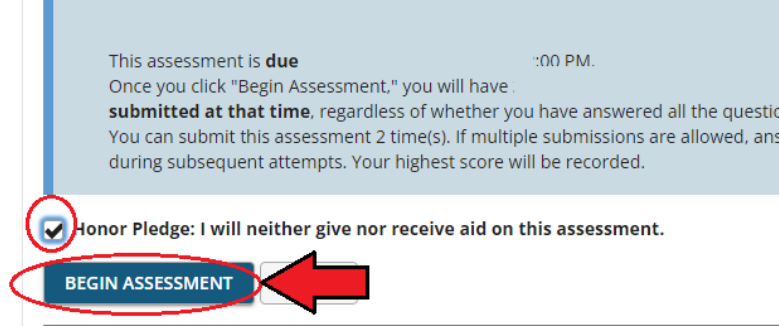 This assessment is due :00 PM.
Once you click "Begin Assessment," you will have
submitted at that time, regardless of whether you have answered all the questio
You can submit this assessment 2 time(s). If multiple submissions are allowed, ans
during subsequent attempts. Your highest score will be recorded.
Honor Pledge: I will neither give nor receive aid on this assessment.
BEGIN ASSESSMENT